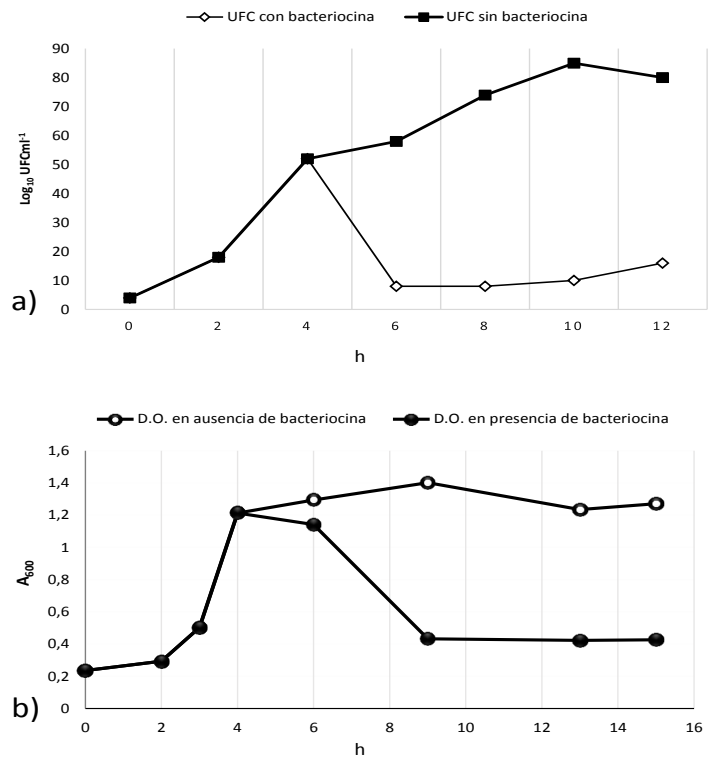 UFC con bacteriocina UFC sin bacteriocina
90
80
70
60
50
40
30
20
10
0
Log₁₀ UFCml⁻¹
a)
0 2 4 6 8 10 12
h
D.O. en ausencia de bacteriocina D.O. en presencia de bacteriocina
1,6
1,4
1,2
1
0,8
0,6
0,4
0,2
0
A₆₀₀
b)
0 2 4 6 8 10 12 14 16
h